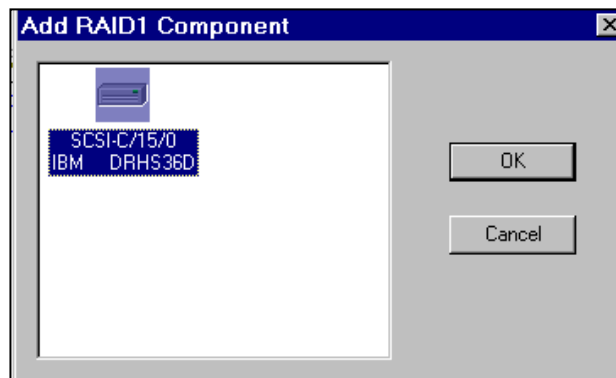 Add RAID1 Component
SCSI-C/15/0
IBM DRHS36D
OK
Cancel